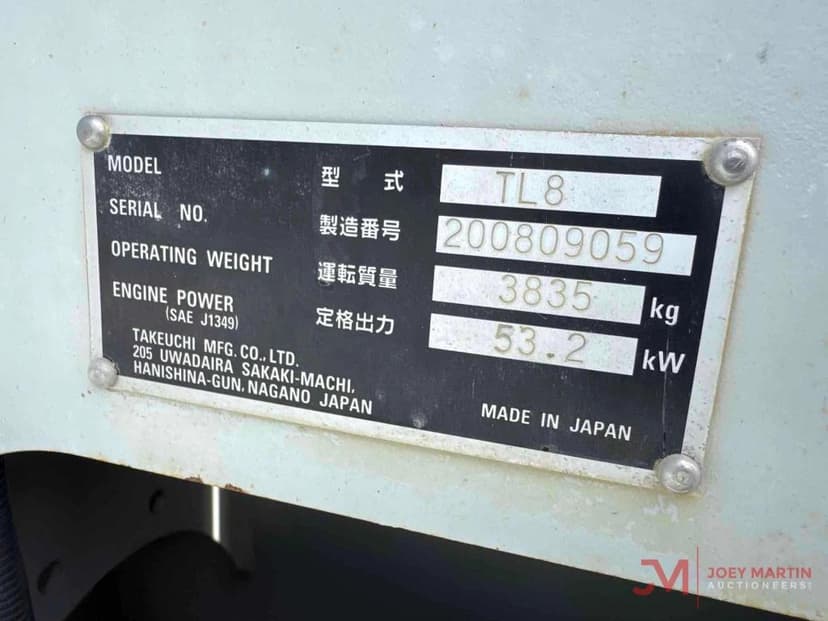 MODEL 型 式 TL8
SERIAL NO. 製造番号 200809059
OPERATING WEIGHT 運転質量 3835 kg
ENGINE POWER 定格出力 53.2 kW
(SAE J1349)
TAKEUCHI MFG. CO., LTD.
205 UWADAIRA SAKAKI-MACHI,
HANISHINA-GUN, NAGANO JAPAN
MADE IN JAPAN
JM JOEY MARTIN
AUCTIONEERS